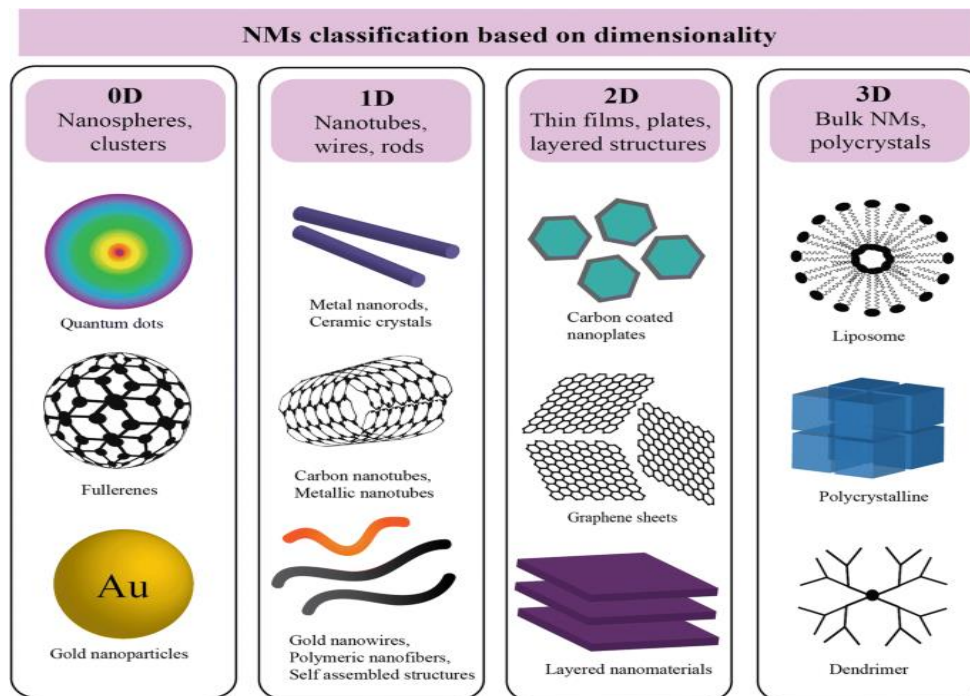 NMs classification based on dimensionality
0D
Nanospheres,
clusters
Quantum dots
Fullerenes
Au
Gold nanoparticles
1D
Nanotubes,
wires, rods
Metal nanorods,
Ceramic crystals
Carbon nanotubes,
Metallic nanotubes
Gold nanowires,
Polymeric nanofibers,
Self assembled structures
2D
Thin films, plates,
layered structures
Carbon coated
nanoplates
Graphene sheets
Layered nanomaterials
3D
Bulk NMs,
polycrystals
Liposome
Polycrystalline
Dendrimer